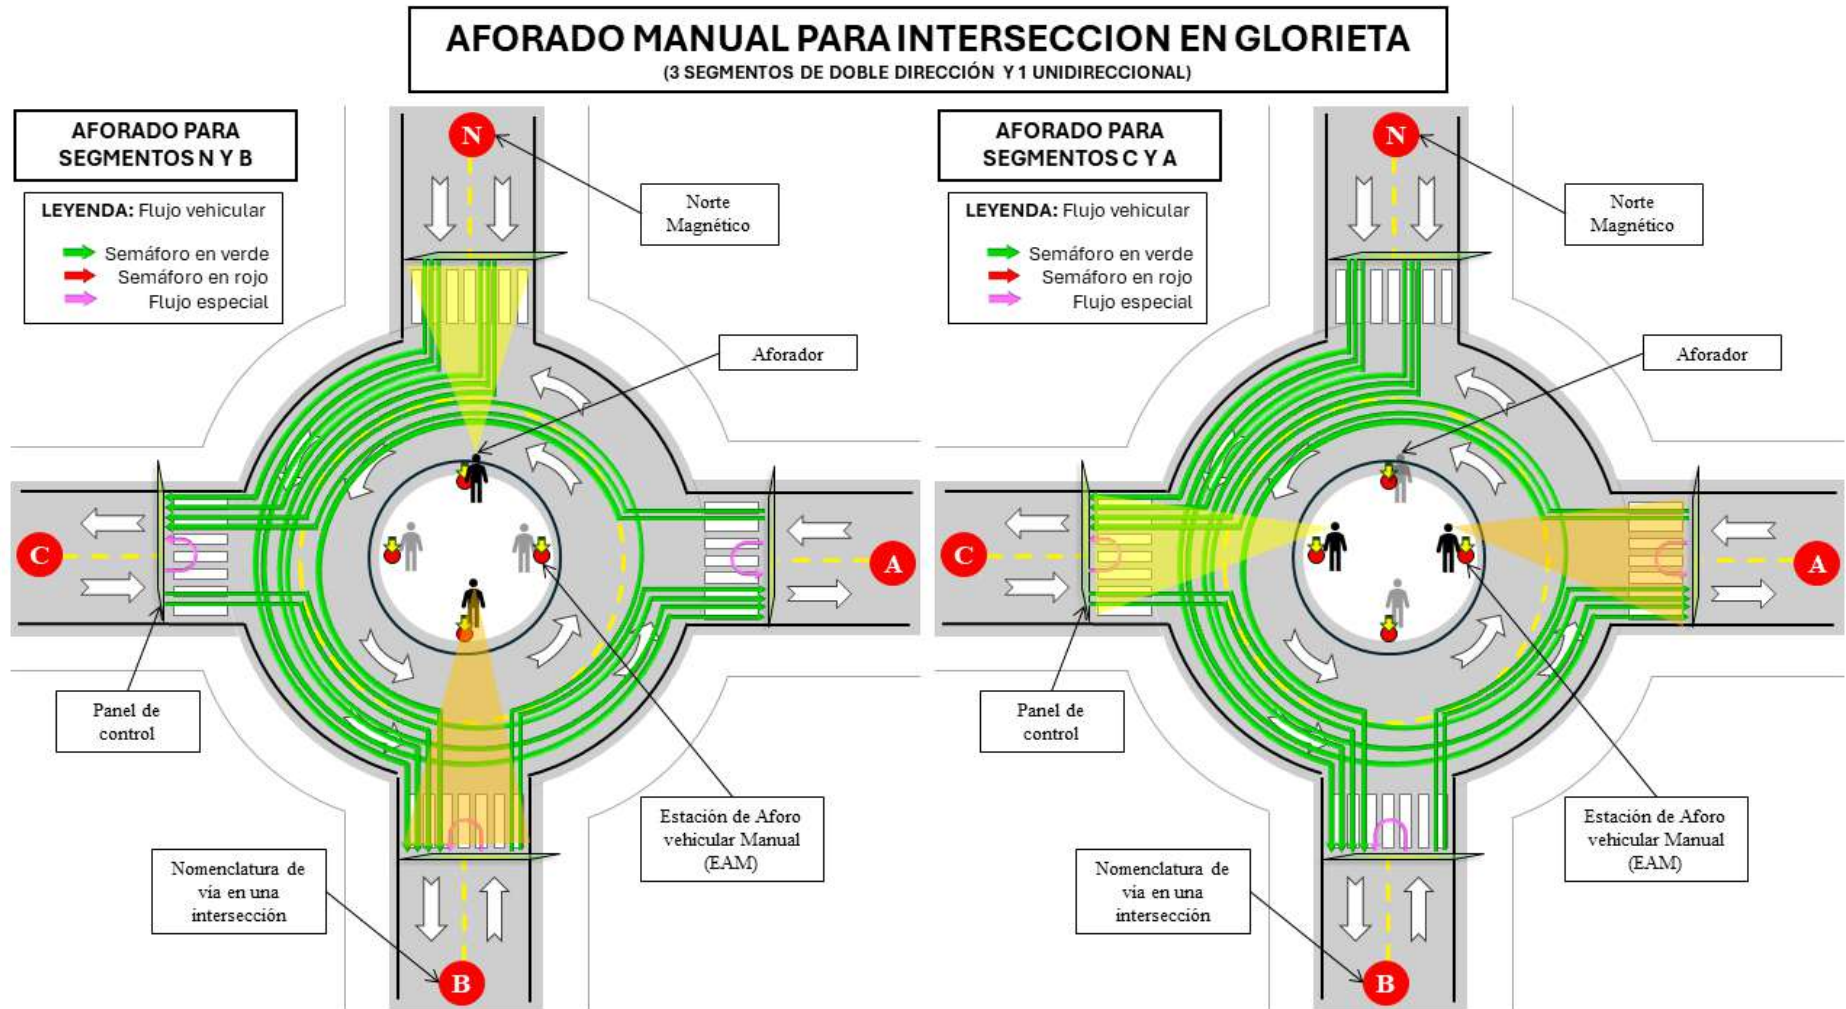 AFORADO MANUAL PARA INTERSECCION EN GLORIETA
(3 SEGMENTOS DE DOBLE DIRECCIÓN Y 1 UNIDIRECCIONAL)
AFORADO PARA
SEGMENTOS N Y B
LEYENDA: Flujo vehicular
Semáforo en verde
Semáforo en rojo
Flujo especial
N
Norte
Magnético
Aforador
C
A
Panel de
control
Estación de Aforo
vehicular Manual
(EAM)
Nomenclatura de
vía en una
intersección
B
AFORADO PARA
SEGMENTOS C Y A
LEYENDA: Flujo vehicular
Semáforo en verde
Semáforo en rojo
Flujo especial
N
Norte
Magnético
Aforador
C
A
Panel de
control
Estación de Aforo
vehicular Manual
(EAM)
Nomenclatura de
vía en una
intersección
B